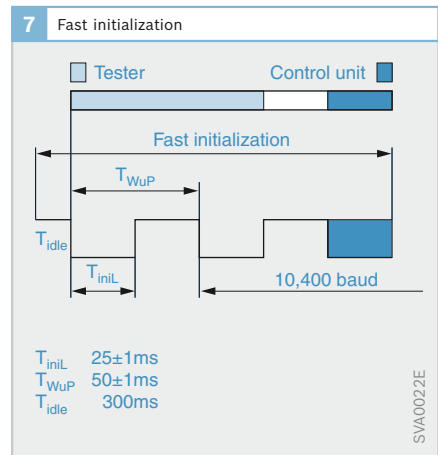 7 Fast initialization
Tester
Control unit
Fast initialization
TWuP
Tidle
TiniL
10,400 baud
TiniL 25±1ms
TWuP 50±1ms
Tidle 300ms
SVA0022E